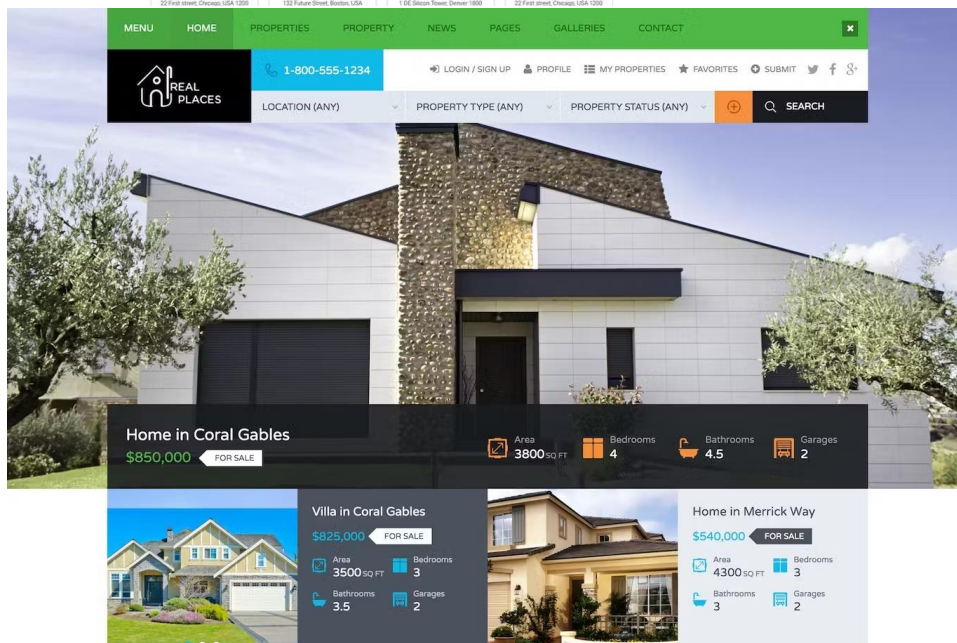 22 First street, Chicago, USA 1200
132 Future Street, Boston, USA
1 DE Silicon Tower, Denver 1800
22 First street, Chicago, USA 1200
MENU HOME PROPERTIES PROPERTY NEWS PAGES GALLERIES CONTACT
REAL PLACES
1-800-555-1234
LOGIN / SIGN UP PROFILE MY PROPERTIES FAVORITES SUBMIT
LOCATION (ANY) PROPERTY TYPE (ANY) PROPERTY STATUS (ANY) SEARCH
Home in Coral Gables
$850,000 FOR SALE
Area
3800 SQ FT
Bedrooms
4
Bathrooms
4.5
Garages
2
Villa in Coral Gables
$825,000 FOR SALE
Area
3500 SQ FT
Bedrooms
3
Bathrooms
3.5
Garages
2
Home in Merrick Way
$540,000 FOR SALE
Area
4300 SQ FT
Bedrooms
3
Bathrooms
3
Garages
2